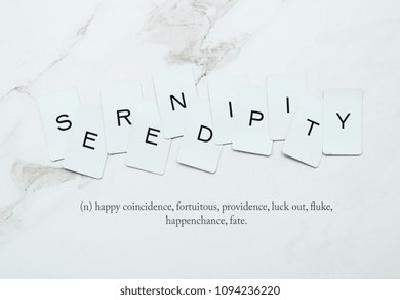 SERENDIPITY
(n) happy coincidence, fortuitous, providence, luck out, fluke,
happenchance, fate.
shutterstock.com · 1094236220